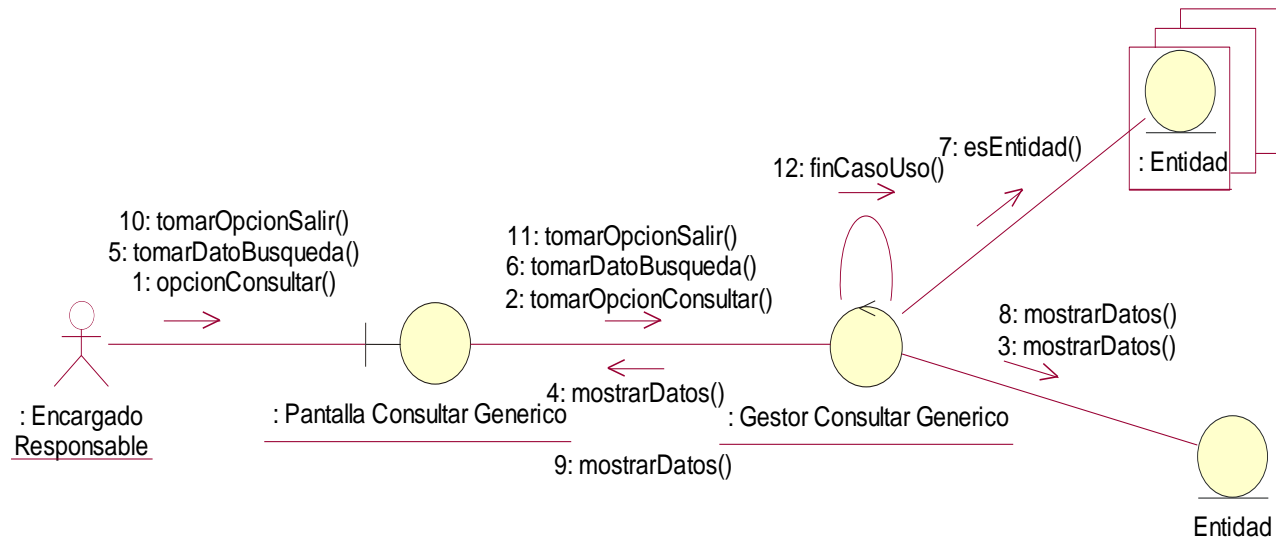 12: finCasoUso()
7: esEntidad()
: Entidad
10: tomarOpcionSalir()
5: tomarDatoBusqueda()
1: opcionConsultar()
11: tomarOpcionSalir()
6: tomarDatoBusqueda()
2: tomarOpcionConsultar()
8: mostrarDatos()
3: mostrarDatos()
4: mostrarDatos()
: Encargado
Responsable
: Pantalla Consultar Generico
: Gestor Consultar Generico
9: mostrarDatos()
Entidad